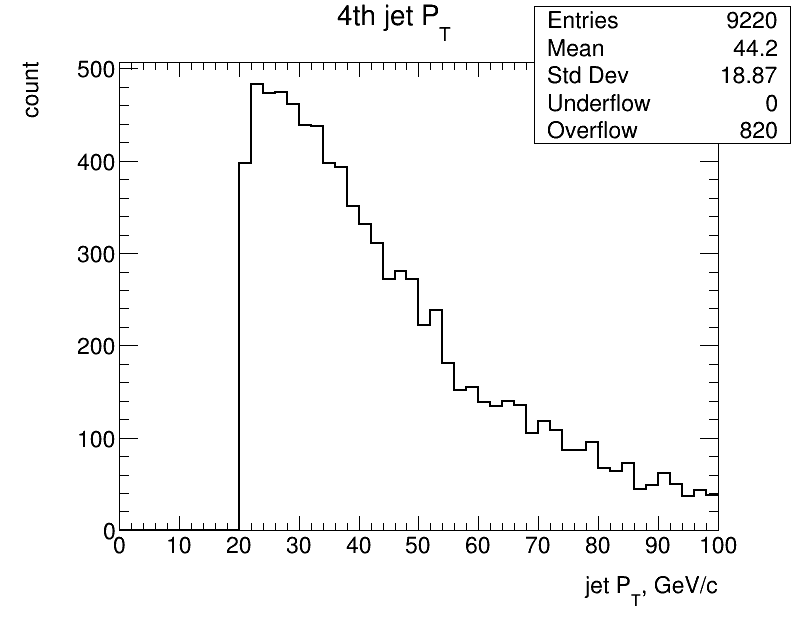 4th jet P_T
Entries 9220
Mean 44.2
Std Dev 18.87
Underflow 0
Overflow 820
count
500
400
300
200
100
0
0 10 20 30 40 50 60 70 80 90 100
jet P_T, GeV/c